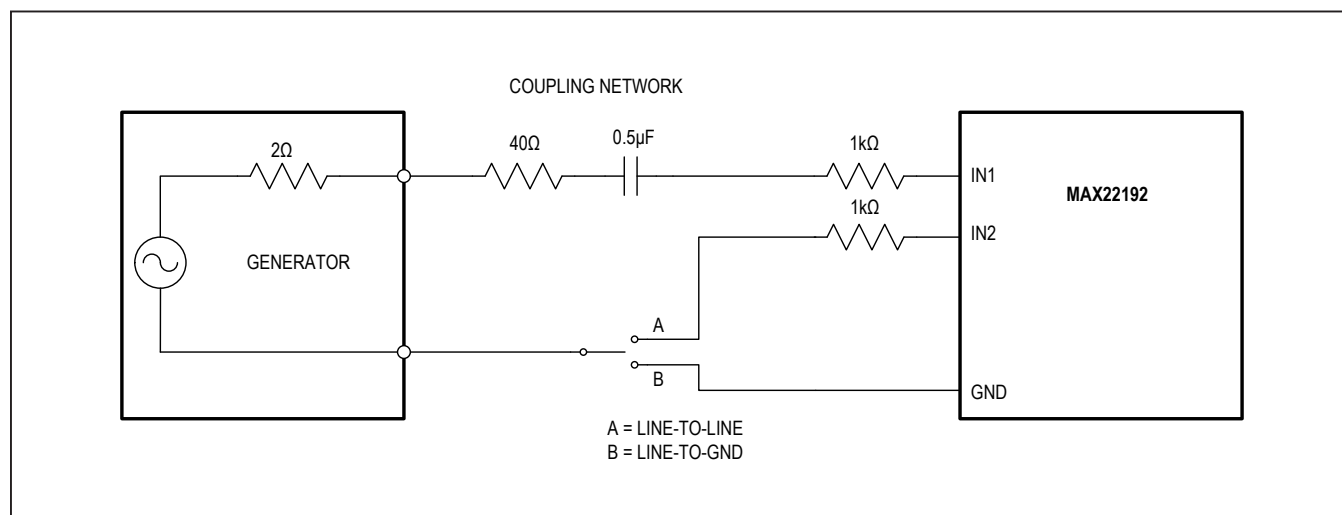 COUPLING NETWORK
2Ω
40Ω
0.5µF
1kΩ
IN1
MAX22192
1kΩ
IN2
GENERATOR
A
B
GND
A = LINE-TO-LINE
B = LINE-TO-GND